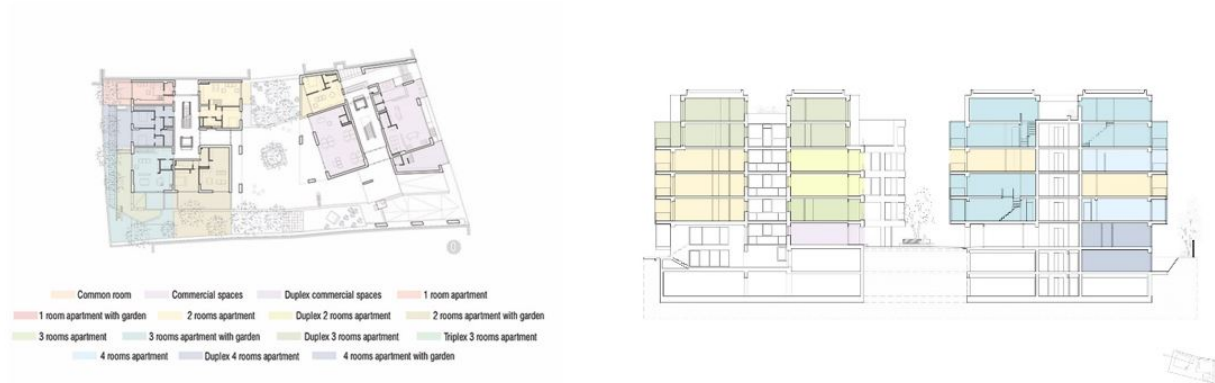 Common room Commercial spaces Duplex commercial spaces 1 room apartment
1 room apartment with garden 2 rooms apartment Duplex 2 rooms apartment 2 rooms apartment with garden
3 rooms apartment 3 rooms apartment with garden Duplex 3 rooms apartment Triplex 3 rooms apartment
4 rooms apartment Duplex 4 rooms apartment 4 rooms apartment with garden